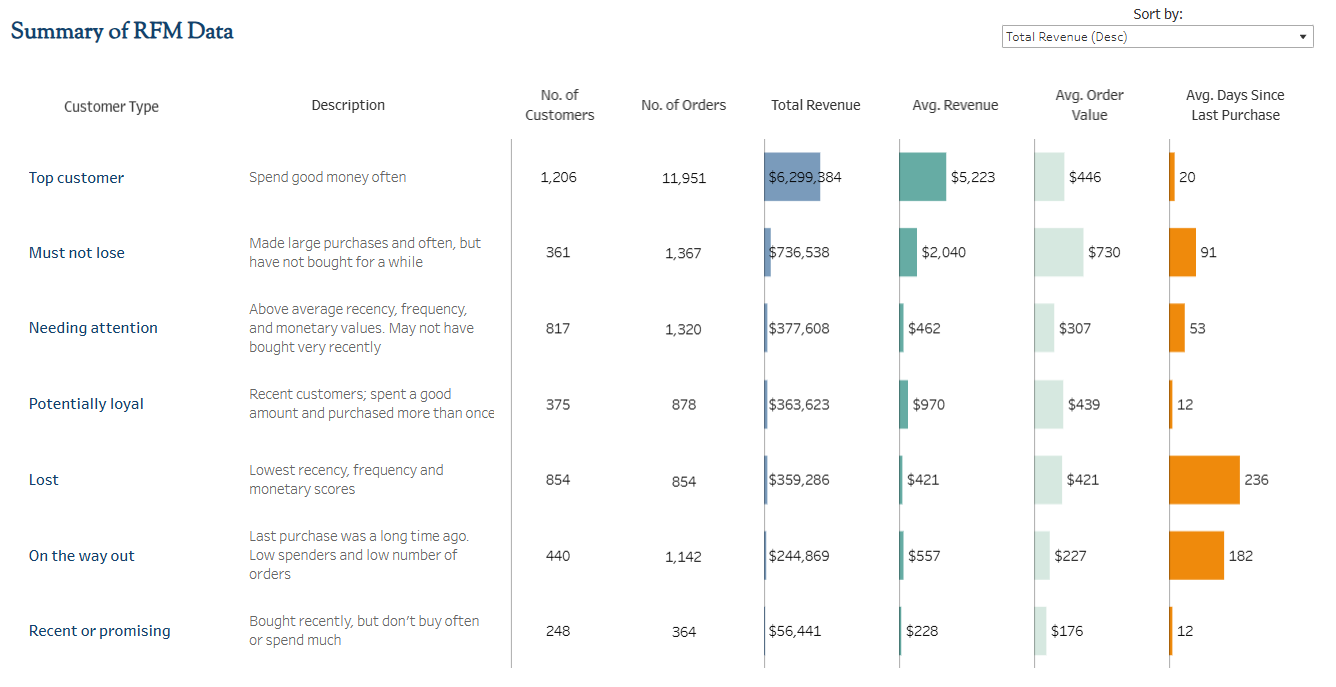 Summary of RFM Data
Sort by:
Total Revenue (Desc)
Customer Type
Description
No. of
Customers
No. of Orders
Total Revenue
Avg. Revenue
Avg. Order
Value
Avg. Days Since
Last Purchase
Top customer
Spend good money often
1,206
11,951
$6,299,384
$5,223
$446
20
Must not lose
Made large purchases and often, but
have not bought for a while
361
1,367
$736,538
$2,040
$730
91
Needing attention
Above average recency, frequency,
and monetary values. May not have
bought very recently
817
1,320
$377,608
$462
$307
53
Potentially loyal
Recent customers; spent a good
amount and purchased more than once
375
878
$363,623
$970
$439
12
Lost
Lowest recency, frequency and
monetary scores
854
854
$359,286
$421
$421
236
On the way out
Last purchase was a long time ago.
Low spenders and low number of
orders
440
1,142
$244,869
$557
$227
182
Recent or promising
Bought recently, but don't buy often
or spend much
248
364
$56,441
$228
$176
12